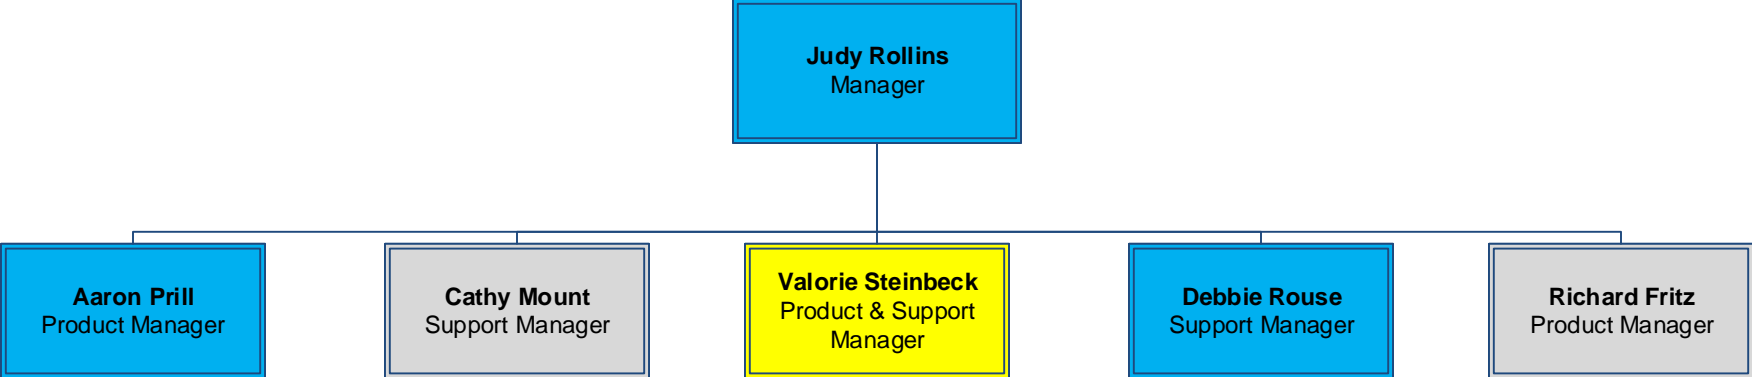 Judy Rollins
Manager
Aaron Prill
Product Manager
Cathy Mount
Support Manager
Valorie Steinbeck
Product & Support
Manager
Debbie Rouse
Support Manager
Richard Fritz
Product Manager